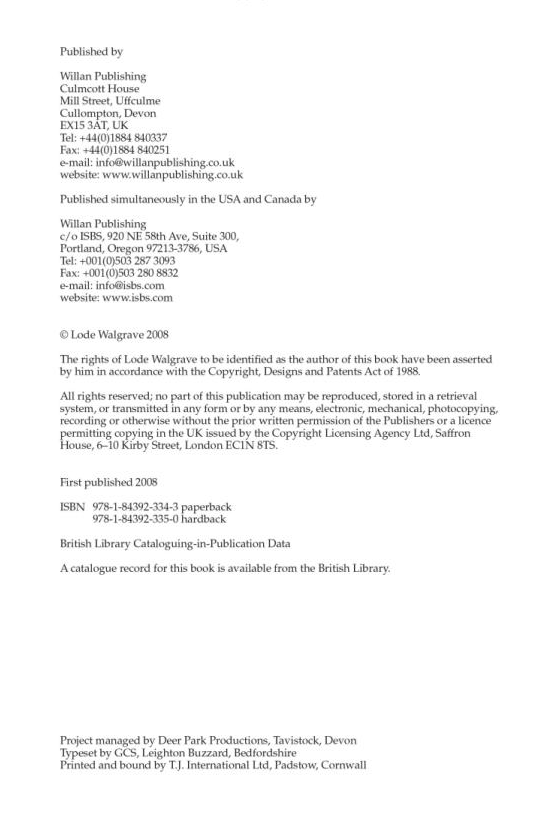 Published by
Willan Publishing
Culmcott House
Mill Street, Uffculme
Cullompton, Devon
EX15 3AT, UK
Tel: +44(0)1884 840337
Fax: +44(0)1884 840251
e-mail: info@willanpublishing.co.uk
website: www.willanpublishing.co.uk
Published simultaneously in the USA and Canada by
Willan Publishing
c/o ISBS, 920 NE 58th Ave, Suite 300,
Portland, Oregon 97213-3786, USA
Tel: +001(0)503 287 3093
Fax: +001(0)503 280 8832
e-mail: info@isbs.com
website: www.isbs.com
© Lode Walgrave 2008
The rights of Lode Walgrave to be identified as the author of this book have been asserted
by him in accordance with the Copyright, Designs and Patents Act of 1988.
All rights reserved; no part of this publication may be reproduced, stored in a retrieval
system, or transmitted in any form or by any means, electronic, mechanical, photocopying,
recording or otherwise without the prior written permission of the Publishers or a licence
permitting copying in the UK issued by the Copyright Licensing Agency Ltd, Saffron
House, 6–10 Kirby Street, London EC1N 8TS.
First published 2008
ISBN 978-1-84392-334-3 paperback
978-1-84392-335-0 hardback
British Library Cataloguing-in-Publication Data
A catalogue record for this book is available from the British Library.
Project managed by Deer Park Productions, Tavistock, Devon
Typeset by GCS, Leighton Buzzard, Bedfordshire
Printed and bound by T.J. International Ltd, Padstow, Cornwall